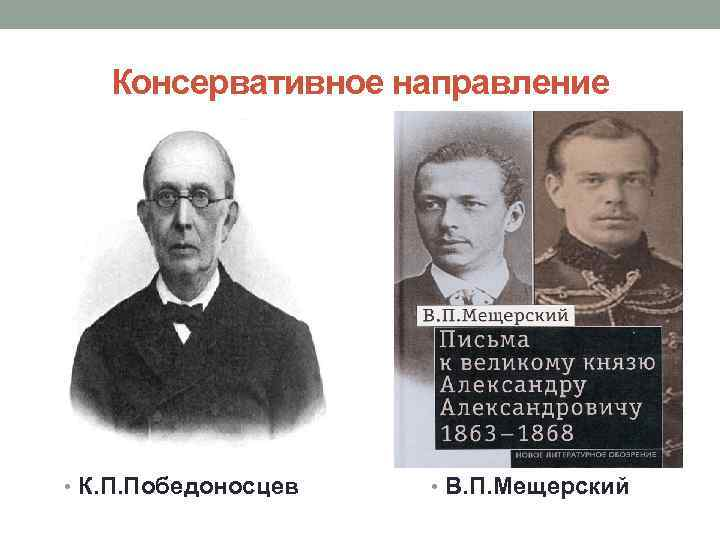 Консервативное направление
В.П.Мещерский
Письма
к великому князю
Александру
Александровичу
1863–1868
НОВОЕ ЛИТЕРАТУРНОЕ ОБОЗРЕНИЕ
• К.П.Победоносцев
• В.П.Мещерский